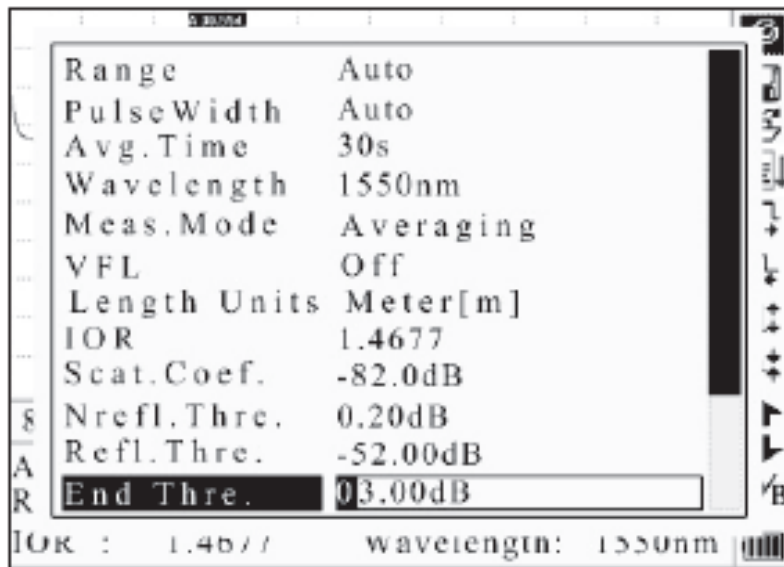 Range Auto
PulseWidth Auto
Avg.Time 30s
Wavelength 1550nm
Meas.Mode Averaging
VFL Off
Length Units Meter[m]
IOR 1.4677
Scat.Coef. -82.0dB
Nrefl.Thre. 0.20dB
Refl.Thre. -52.00dB
End Thre. 03.00dB
8
A
R
IOR : 1.4677 Wavelength: 1550nm